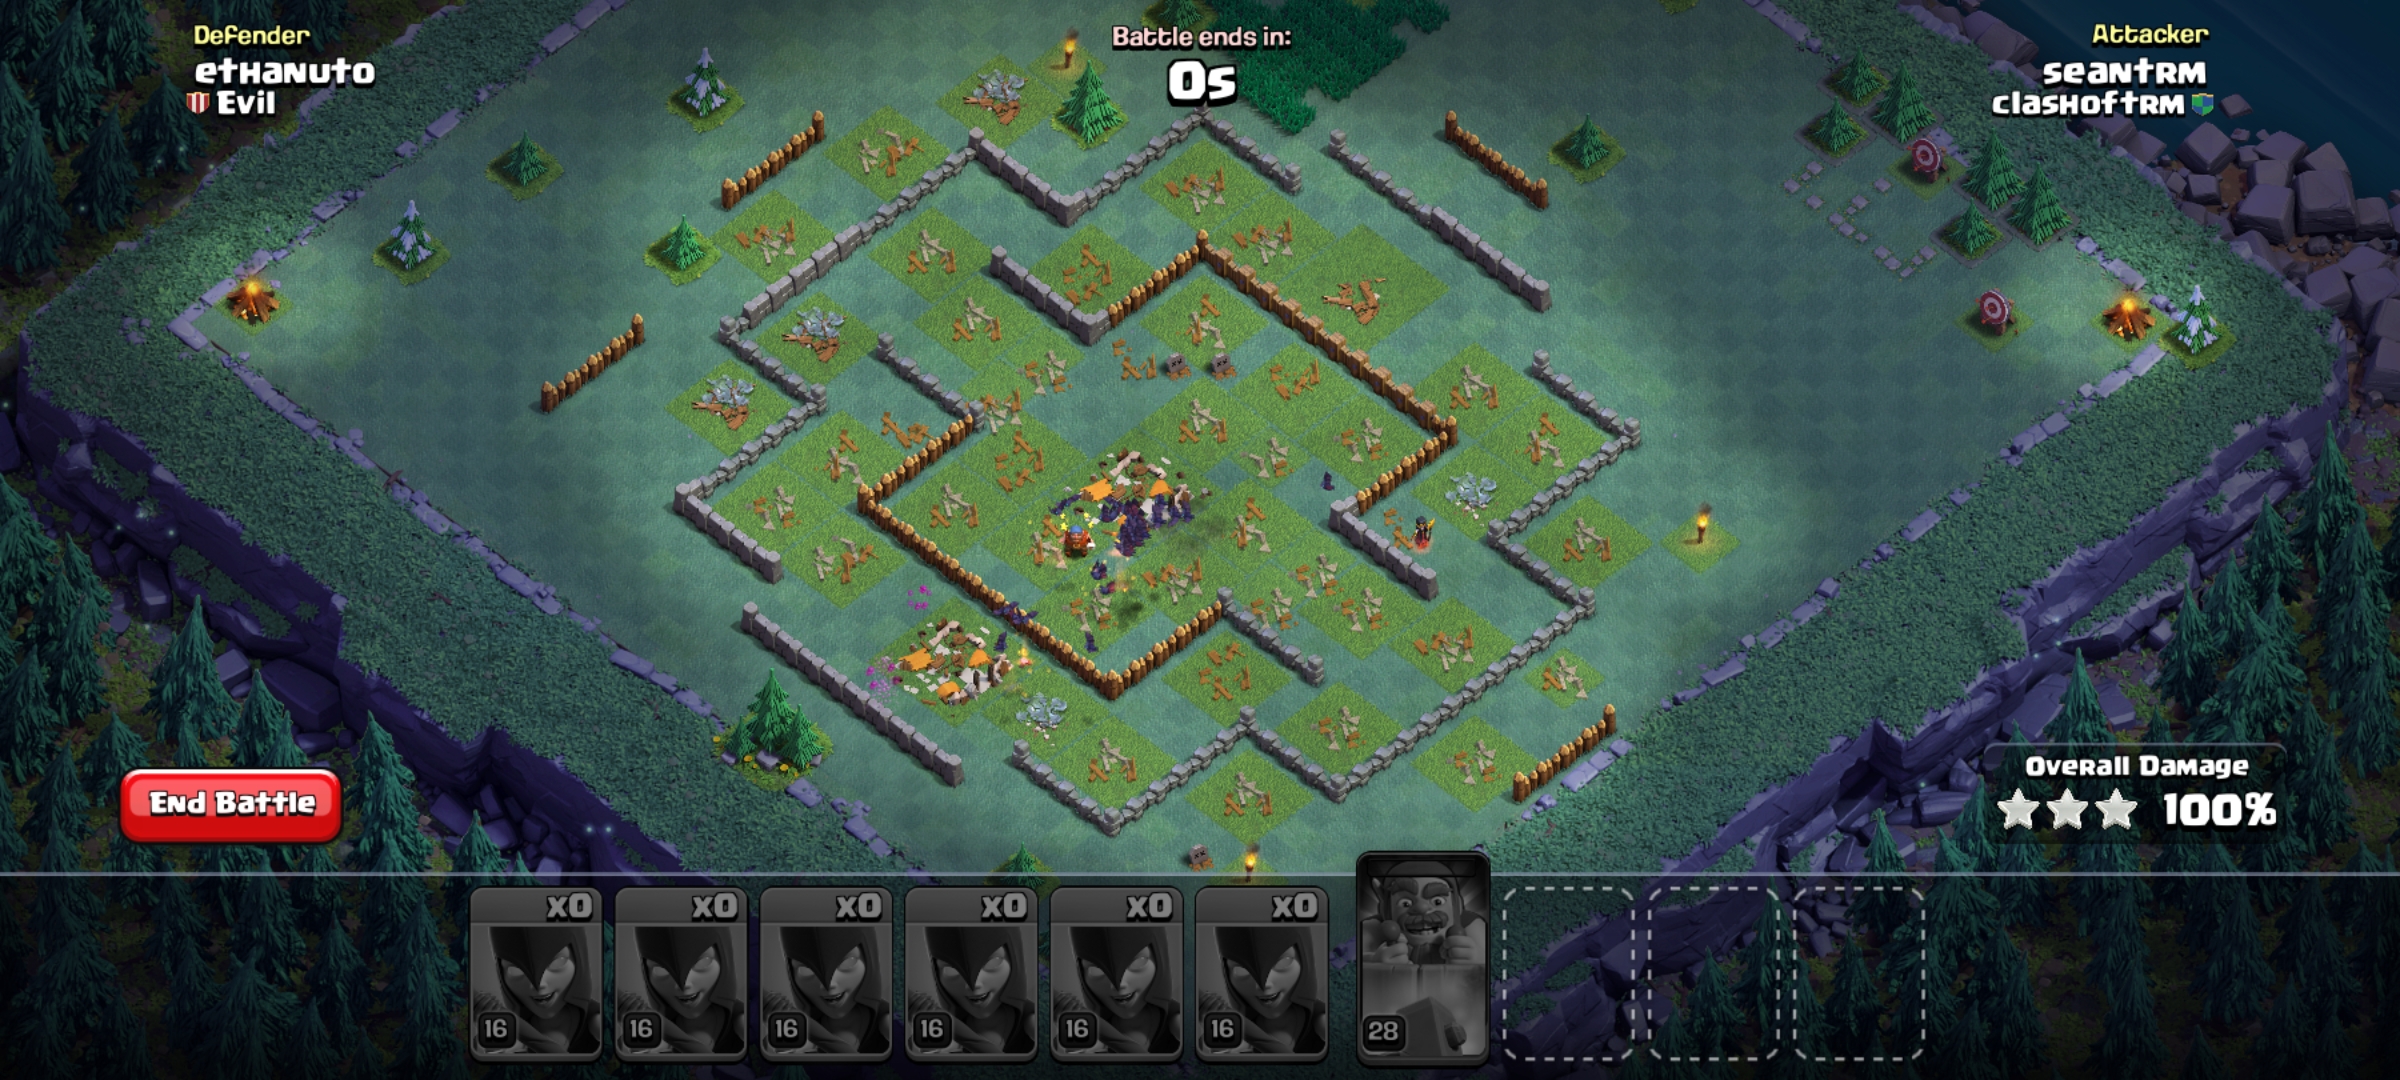 Defender
ethanuto
Evil
Battle ends in:
0s
Attacker
seantRM
clashoftRM
End Battle
Overall Damage
100%
x0
x0
x0
x0
x0
x0
16
16
16
16
16
16
28